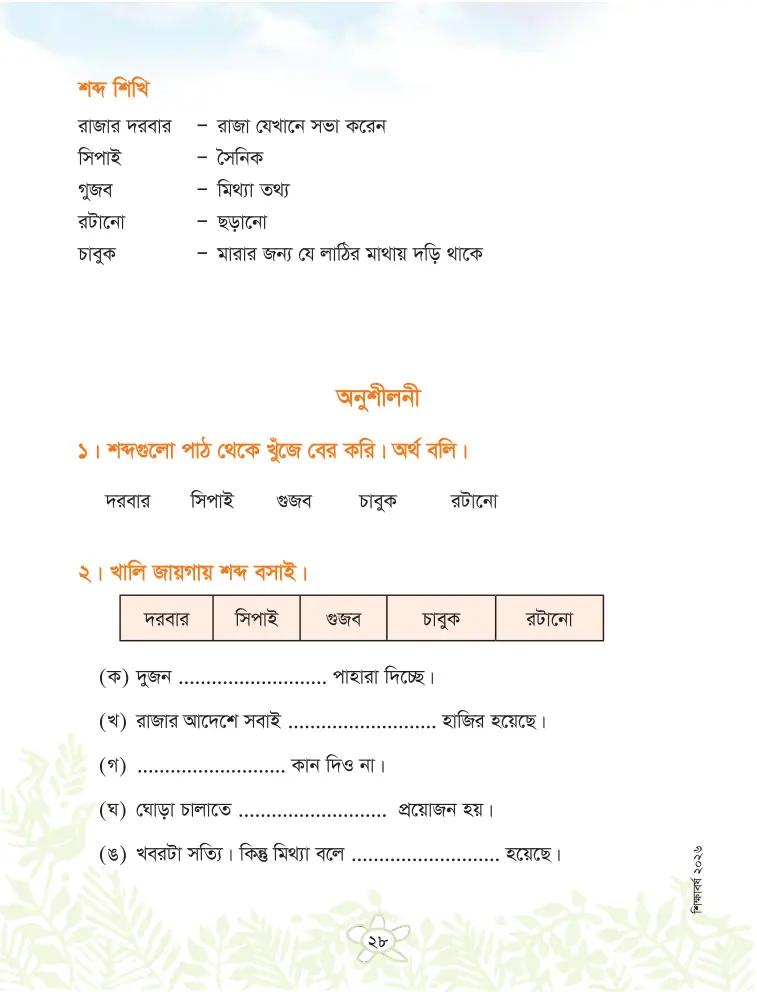 শব্দ শিখি
রাজার দরবার – রাজা যেখানে সভা করেন
সিপাই – সৈনিক
গুজব – মিথ্যা তথ্য
রটানো – ছড়ানো
চাবুক – মারার জন্য যে লাঠির মাথায় দড়ি থাকে
অনুশীলনী
১। শব্দগুলো পাঠ থেকে খুঁজে বের করি। অর্থ বলি।
দরবার সিপাই গুজব চাবুক রটানো
২। খালি জায়গায় শব্দ বসাই।
দরবার সিপাই গুজব চাবুক রটানো
(ক) দুজন ........................... পাহারা দিচ্ছে।
(খ) রাজার আদেশে সবাই ........................... হাজির হয়েছে।
(গ) ........................... কান দিও না।
(ঘ) ঘোড়া চালাতে ........................... প্রয়োজন হয়।
(ঙ) খবরটা সত্যি। কিন্তু মিথ্যা বলে ........................... হয়েছে।
শিক্ষাবর্ষ ২০২৬
২৮